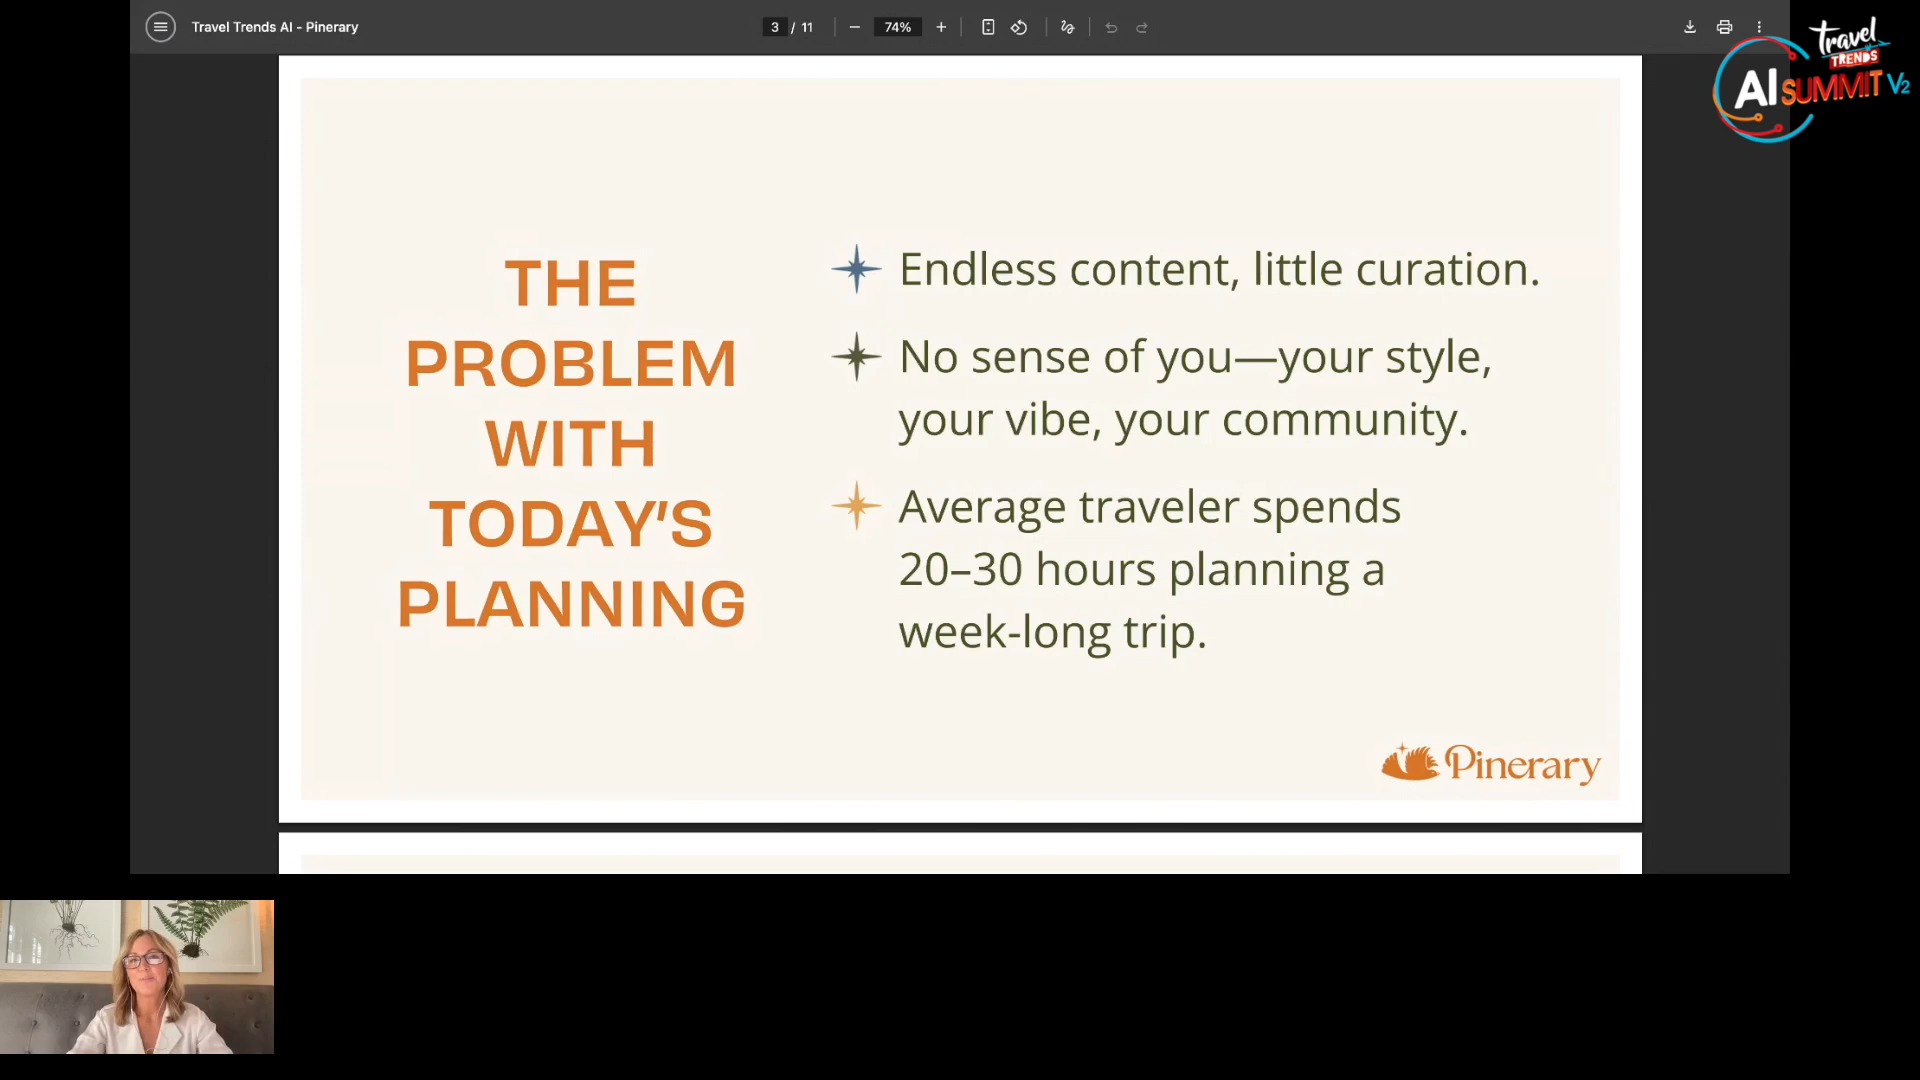 Travel Trends AI - Pinerary
3 / 11
74%
travel
TRENDS
AI SUMMIT V2
THE
PROBLEM
WITH
TODAY'S
PLANNING
Endless content, little curation.
No sense of you—your style,
your vibe, your community.
Average traveler spends
20–30 hours planning a
week-long trip.
Pinerary